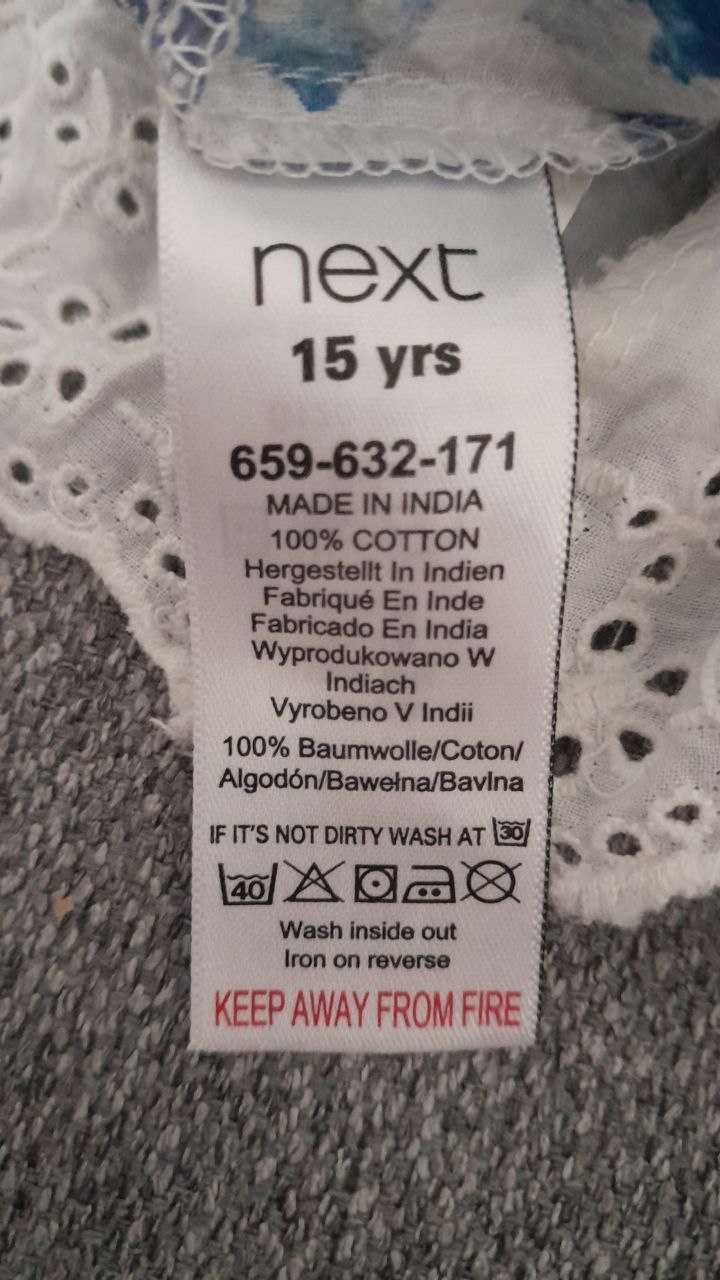 next
15 yrs
659-632-171
MADE IN INDIA
100% COTTON
Hergestellt In Indien
Fabriqué En Inde
Fabricado En India
Wyprodukowano W
Indiach
Vyrobeno V Indii
100% Baumwolle/Coton/
Algodón/Bawełna/Bavlna
IF IT'S NOT DIRTY WASH AT 30
40
Wash inside out
Iron on reverse
KEEP AWAY FROM FIRE